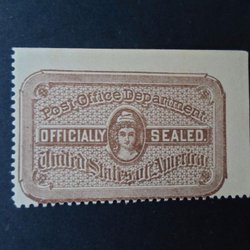 Post Office Department
OFFICIALLY SEALED.
United States of America